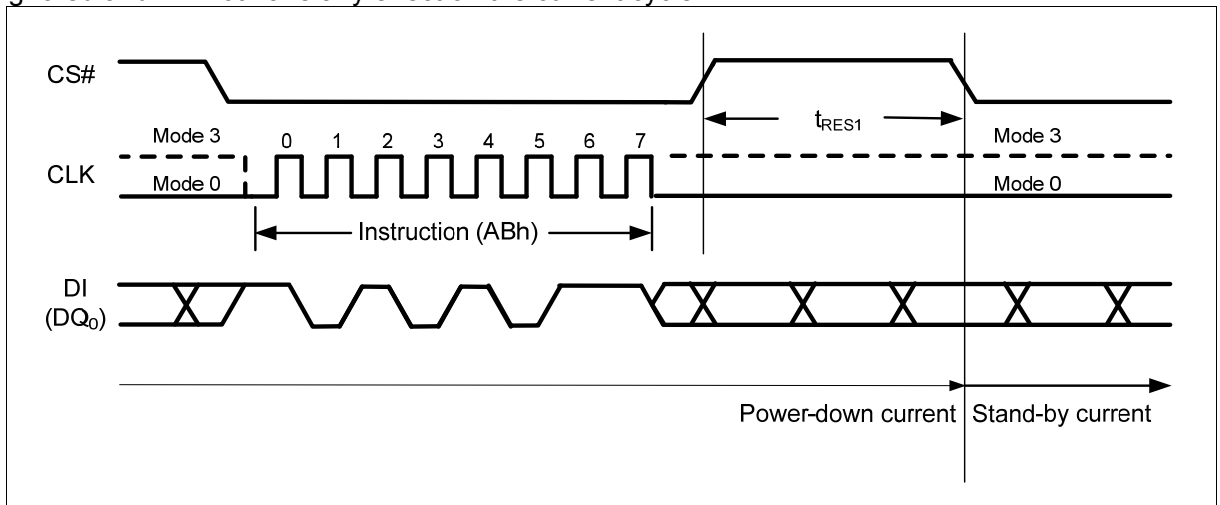 CS#
tRES1
Mode 3
0 1 2 3 4 5 6 7
Mode 3
CLK
Mode 0
Mode 0
Instruction (ABh)
DI
(DQ0)
Power-down current
Stand-by current